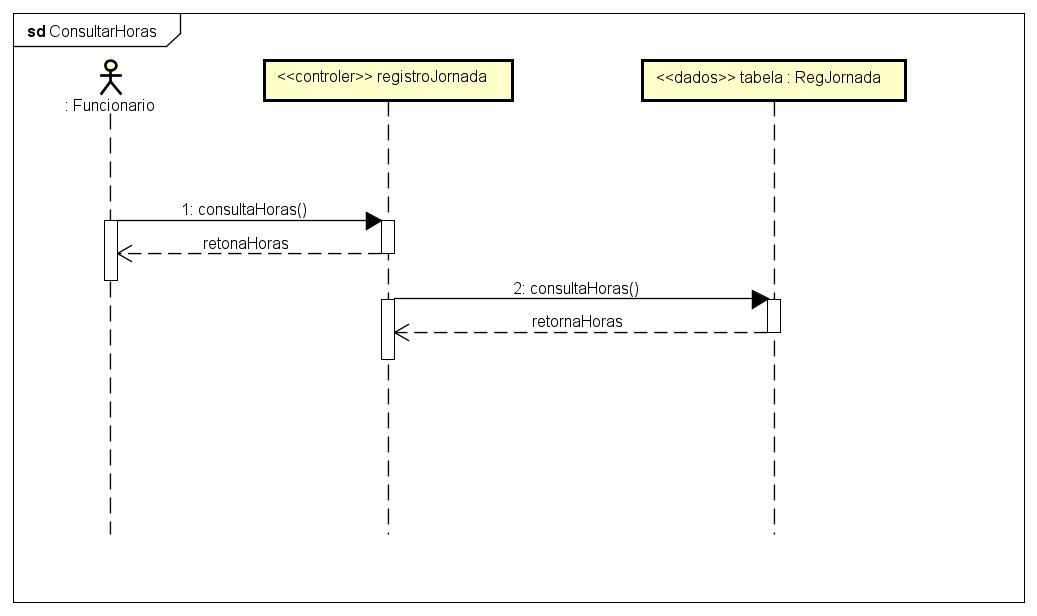 sd ConsultarHoras
: Funcionario
<<controler>> registroJornada
<<dados>> tabela : RegJornada
1: consultaHoras()
retonaHoras
2: consultaHoras()
retornaHoras